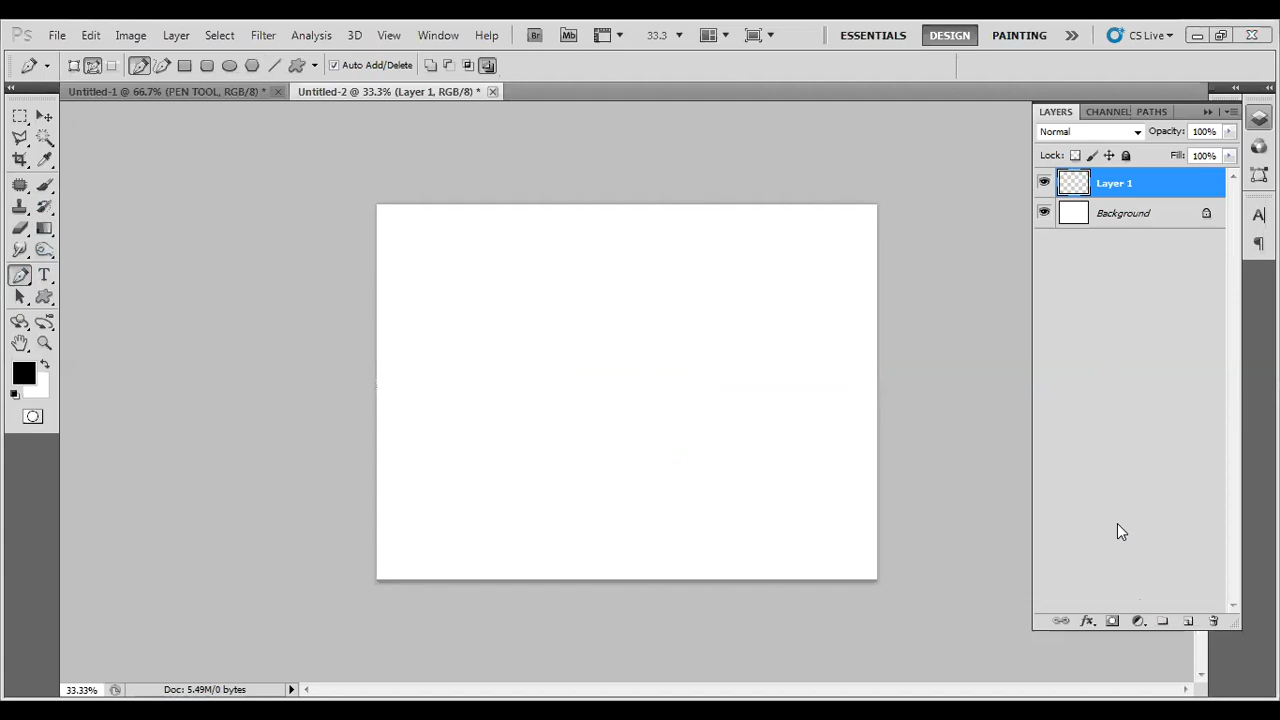 Ps File Edit Image Layer Select Filter Analysis 3D View Window Help Br Mb 33.3 ESSENTIALS DESIGN PAINTING CS Live
Auto Add/Delete
Untitled-1 @ 66.7% (PEN TOOL, RGB/8) * Untitled-2 @ 33.3% (Layer 1, RGB/8) *
LAYERS CHANNEL PATHS
Normal Opacity: 100%
Lock: Fill: 100%
Layer 1
Background
T
A
fx
33.33% Doc: 5.49M/0 bytes